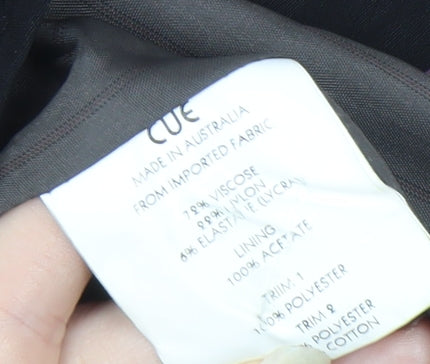 CUE
MADE IN AUSTRALIA
FROM IMPORTED FABRIC
72% VISCOSE
22% NYLON
6% ELASTANE (LYCRA)
LINING
100% ACETATE
TRIM 1
100% POLYESTER
TRIM 2
% POLYESTER
COTTON